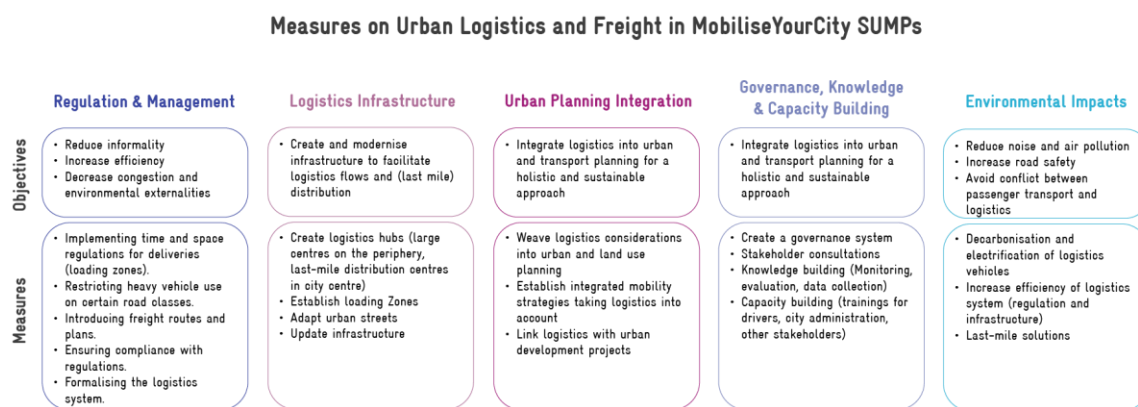 Measures on Urban Logistics and Freight in MobiliseYourCity SUMPs
Regulation & Management
Logistics Infrastructure
Urban Planning Integration
Governance, Knowledge
& Capacity Building
Environmental Impacts
Objectives
• Reduce informality
• Increase efficiency
• Decrease congestion and
environmental externalities
• Create and modernise
infrastructure to facilitate
logistics flows and (last mile)
distribution
• Integrate logistics into urban
and transport planning for a
holistic and sustainable
approach
• Integrate logistics into urban
and transport planning for a
holistic and sustainable
approach
• Reduce noise and air pollution
• Increase road safety
• Avoid conflict between
passenger transport and
logistics
Measures
• Implementing time and space
regulations for deliveries
(loading zones).
• Restricting heavy vehicle use
on certain road classes.
• Introducing freight routes and
plans.
• Ensuring compliance with
regulations.
• Formalising the logistics
system.
• Create logistics hubs (large
centres on the periphery,
last-mile distribution centres
in city centre)
• Establish loading Zones
• Adapt urban streets
• Update infrastructure
• Weave logistics considerations
into urban and land use
planning
• Establish integrated mobility
strategies taking logistics into
account
• Link logistics with urban
development projects
• Create a governance system
• Stakeholder consultations
• Knowledge building (Monitoring,
evaluation, data collection)
• Capacity building (trainings for
drivers, city administration,
other stakeholders)
• Decarbonisation and
electrification of logistics
vehicles
• Increase efficiency of logistics
system (regulation and
infrastructure)
• Last-mile solutions